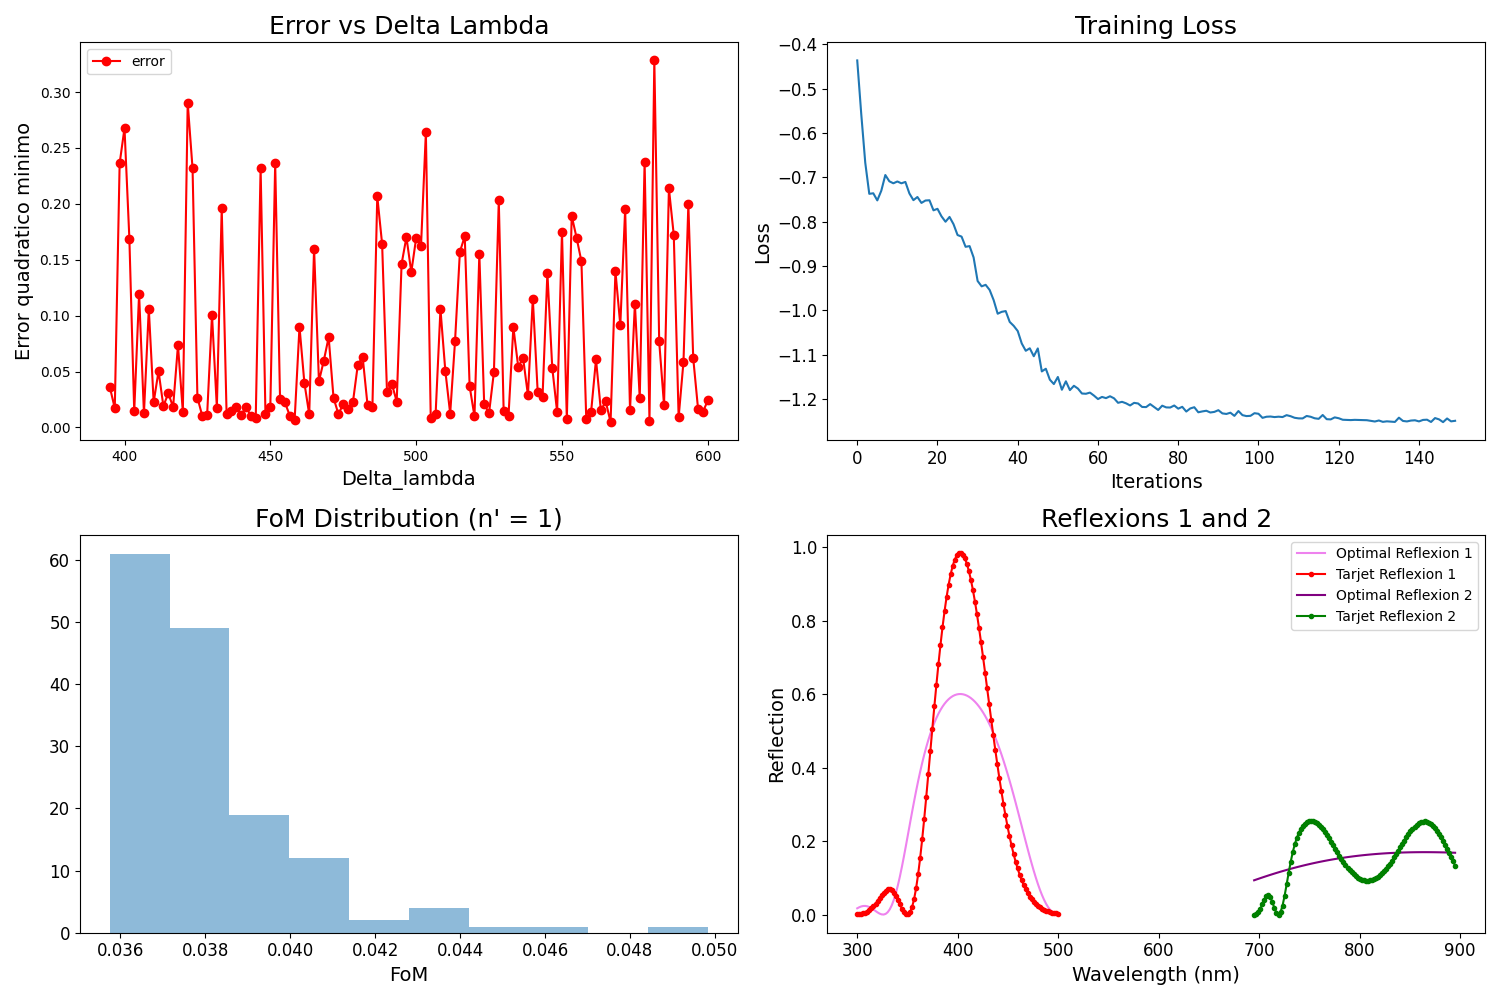 Error vs Delta Lambda
error
0.30
0.25
0.20
0.15
0.10
0.05
0.00
Error quadratico minimo
400 450 500 550 600
Delta_lambda
Training Loss
−0.4
−0.5
−0.6
−0.7
−0.8
−0.9
−1.0
−1.1
−1.2
Loss
0 20 40 60 80 100 120 140
Iterations
FoM Distribution (n' = 1)
60
50
40
30
20
10
0
0.036 0.038 0.040 0.042 0.044 0.046 0.048 0.050
FoM
Reflexions 1 and 2
Optimal Reflexion 1
Tarjet Reflexion 1
Optimal Reflexion 2
Tarjet Reflexion 2
1.0
0.8
0.6
0.4
0.2
0.0
Reflection
300 400 500 600 700 800 900
Wavelength (nm)